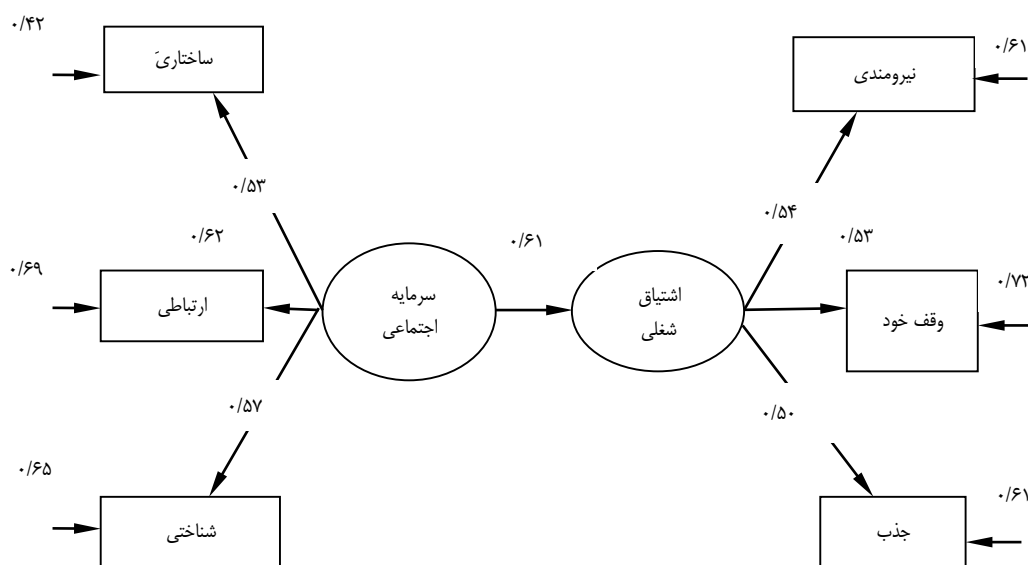 ۰/۴۲
ساختاریَ
۰/۵۳
۰/۶۲
۰/۶۹
ارتباطی
۰/۵۷
۰/۶۵
شناختی
سرمایه
اجتماعی
۰/۶۱
اشتیاق
شغلی
۰/۶۱
نیرومندی
۰/۵۴
۰/۵۳
۰/۷۲
وقف خود
۰/۵۰
۰/۶۷
جذب